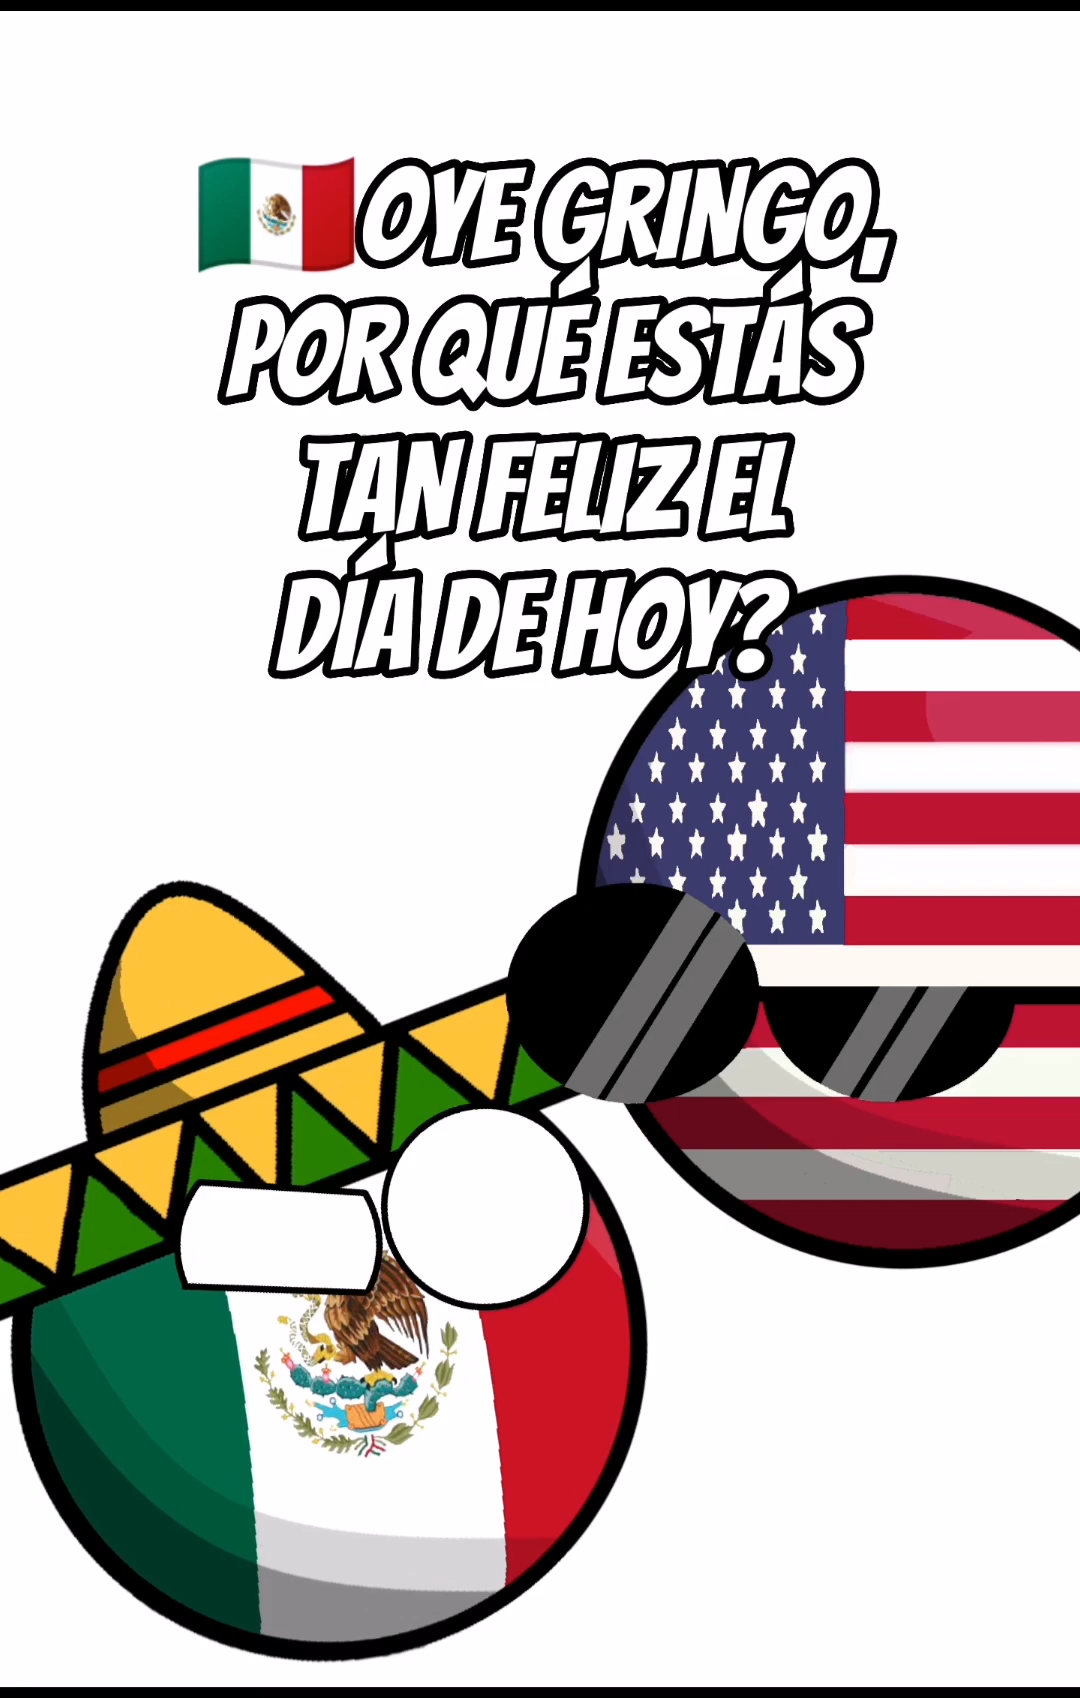 🇲🇽OYE GRINGO,
POR QUÉ ESTÁS
TAN FELIZ EL
DÍA DE HOY?